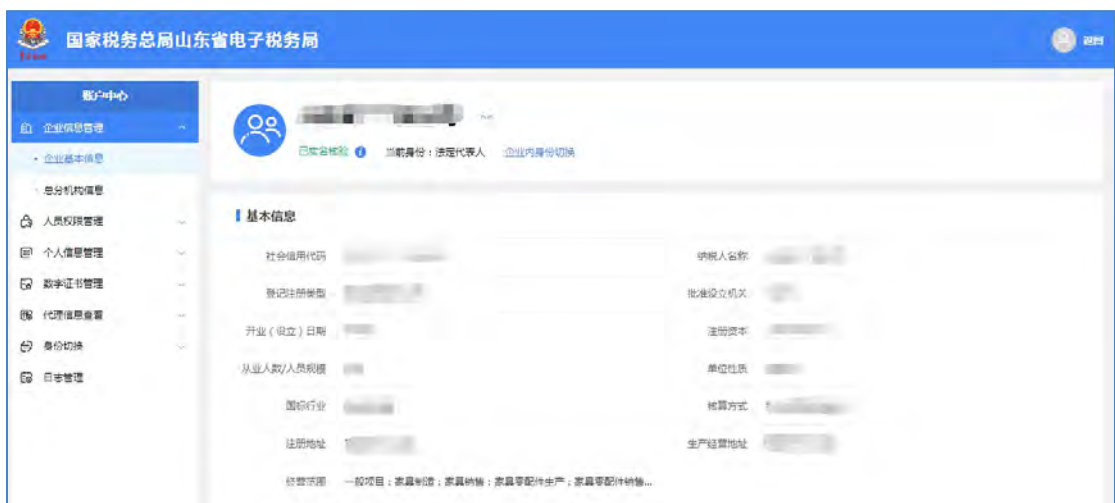 国家税务总局山东省电子税务局
返回
账户中心
企业信息管理
企业基本信息
总分机构信息
人员权限管理
个人信息管理
数字证书管理
代理信息查看
身份切换
日志管理
已实名核验 当前身份：法定代表人 企业内身份切换
基本信息
社会信用代码 纳税人名称
登记注册类型 批准设立机关
开业（设立）日期 注册资本
从业人数/人员规模 单位性质
国标行业 核算方式
注册地址 生产经营地址
经营范围 一般项目；家具制造；家具销售；家具零配件生产；家具零配件销售...